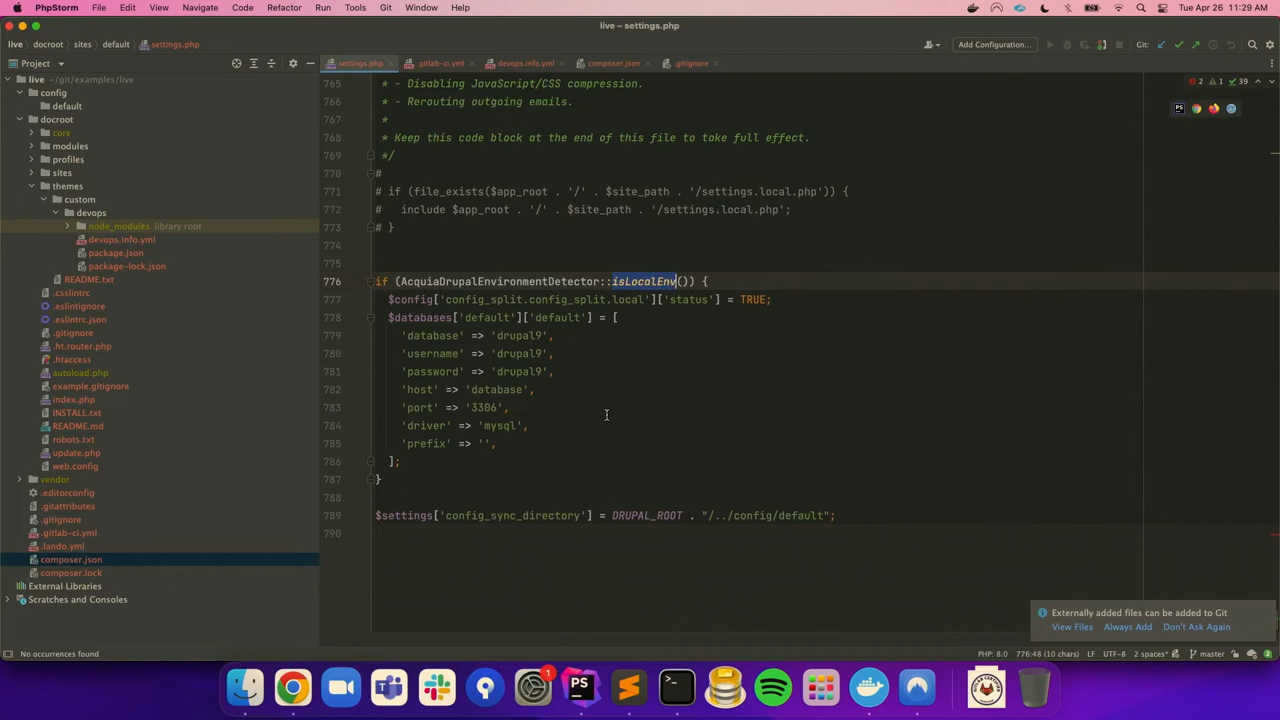 PhpStorm File Edit View Navigate Code Refactor Run Tools Git Window Help Tue Apr 26 11:29 AM
live – settings.php
live docroot sites default settings.php Add Configuration... Git:
Project settings.php .gitlab-ci.yml devops.info.yml composer.json .gitignore
live ~/git/examples/live
config
default
docroot
core
modules
profiles
sites
themes
custom
devops
node_modules library root
devops.info.yml
package.json
package-lock.json
README.txt
.csslintrc
.eslintignore
.eslintrc.json
.gitignore
.ht.router.php
.htaccess
autoload.php
example.gitignore
index.php
INSTALL.txt
README.md
robots.txt
update.php
web.config
vendor
.editorconfig
.gitattributes
.gitignore
.gitlab-ci.yml
.lando.yml
composer.json
composer.lock
External Libraries
Scratches and Consoles
2 1 39
765 * - Disabling JavaScript/CSS compression.
766 * - Rerouting outgoing emails.
767 *
768 * Keep this code block at the end of this file to take full effect.
769 */
770 #
771 # if (file_exists($app_root . '/' . $site_path . '/settings.local.php')) {
772 #   include $app_root . '/' . $site_path . '/settings.local.php';
773 # }
774
775
776 if (AcquiaDrupalEnvironmentDetector::isLocalEnv()) {
777   $config['config_split.config_split.local']['status'] = TRUE;
778   $databases['default']['default'] = [
779     'database' => 'drupal9',
780     'username' => 'drupal9',
781     'password' => 'drupal9',
782     'host' => 'database',
783     'port' => '3306',
784     'driver' => 'mysql',
785     'prefix' => '',
786   ];
787 }
788
789 $settings['config_sync_directory'] = DRUPAL_ROOT . "/../config/default";
790
Externally added files can be added to Git
View Files Always Add Don't Ask Again
No occurrences found PHP: 8.0 776:48 (10 chars) LF UTF-8 2 spaces* master 2
1
PS